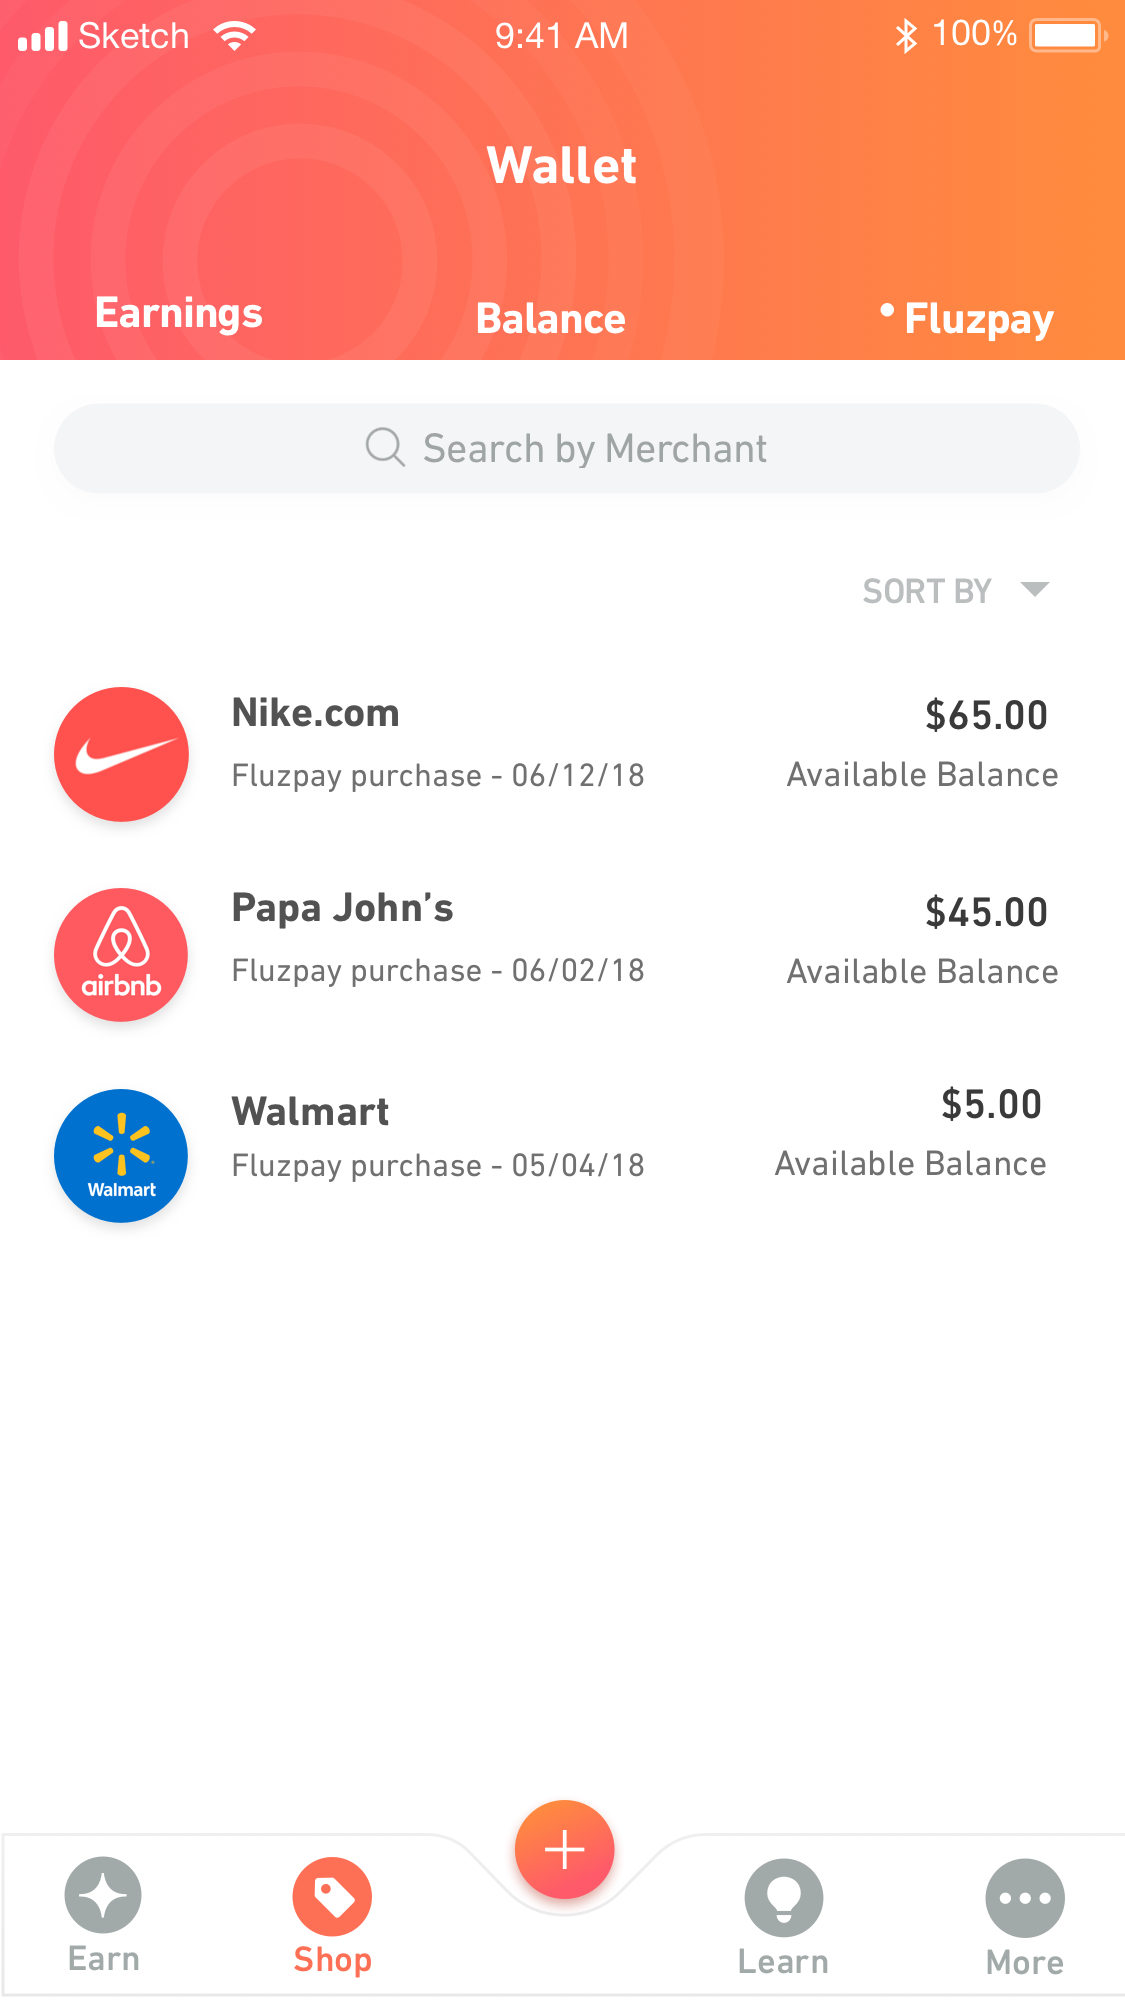 Sketch 9:41 AM 100%
Wallet
Earnings Balance Fluzpay
Search by Merchant
SORT BY
Nike.com $65.00
Fluzpay purchase - 06/12/18 Available Balance
Papa John’s $45.00
airbnb Fluzpay purchase - 06/02/18 Available Balance
Walmart $5.00
Fluzpay purchase - 05/04/18 Available Balance
Walmart
Earn Shop Learn More